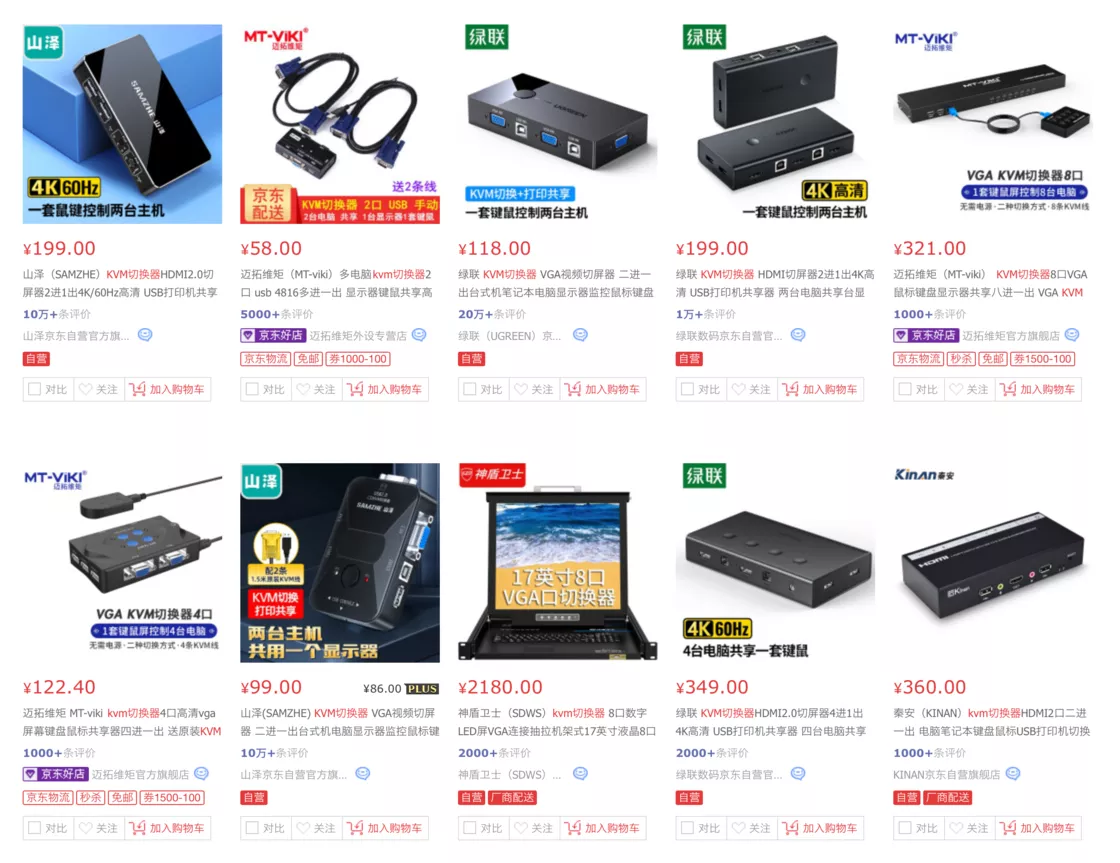 山泽
SAMZHE 山泽
4K60Hz
一套鼠键控制两台主机
MT-ViKi®
迈拓维矩
送2条线
京东
配送
KVM切换器 2口 USB 手动
2台电脑 共享 1台显示器1套键鼠
绿联
UGREEN
KVM切换+打印共享
一套键鼠控制两台主机
绿联
4K高清
一套键鼠控制两台主机
MT-ViKi®
迈拓维矩
MT-VIKI
VGA KVM切换器8口
1套键鼠屏控制8台电脑
无需电源·二种切换方式·8条KVM线
¥199.00
山泽（SAMZHE）KVM切换器HDMI2.0切
屏器2进1出4K/60Hz高清 USB打印机共享
10万+条评价
山泽京东自营官方旗...
自营
对比
关注
加入购物车
¥58.00
迈拓维矩（MT-viki）多电脑kvm切换器2
口 usb 4816多进一出 显示器键鼠共享高
5000+条评价
京东好店 迈拓维矩外设专营店
京东物流 免邮 券1000-100
对比
关注
加入购物车
¥118.00
绿联 KVM切换器 VGA视频切屏器 二进一
出台式机笔记本电脑显示器监控鼠标键盘
20万+条评价
绿联（UGREEN）京...
自营
对比
关注
加入购物车
¥199.00
绿联 KVM切换器 HDMI切屏器2进1出4K高
清 USB打印机共享器 两台电脑共享台显
1万+条评价
绿联数码京东自营官...
自营
对比
关注
加入购物车
¥321.00
迈拓维矩（MT-viki） KVM切换器8口VGA
鼠标键盘显示器共享八进一出 VGA KVM
1000+条评价
京东好店 迈拓维矩官方旗舰店
京东物流 秒杀 免邮 券1500-100
对比
关注
加入购物车
MT-ViKi®
迈拓维矩
VGA KVM切换器4口
1套键鼠屏控制4台电脑
无需电源·二种切换方式·4条KVM线
山泽
SAMZHE 山泽
配2条
1.5米原装KVM线
KVM切换
打印共享
两台主机
共用一个显示器
神盾卫士
17英寸8口
VGA口切换器
绿联
4K60Hz
4台电脑共享一套键鼠
KiNAN秦安
HDMI
Kinan
¥122.40
迈拓维矩 MT-viki kvm切换器4口高清vga
屏幕键盘鼠标共享器四进一出 送原装KVM
1000+条评价
京东好店 迈拓维矩官方旗舰店
京东物流 秒杀 免邮 券1500-100
对比
关注
加入购物车
¥99.00
¥86.00 PLUS
山泽(SAMZHE) KVM切换器 VGA视频切屏
器 二进一出台式机电脑显示器监控鼠标键
10万+条评价
山泽京东自营官方旗...
自营
对比
关注
加入购物车
¥2180.00
神盾卫士（SDWS）kvm切换器 8口数字
LED屏VGA连接抽拉机架式17英寸液晶8口
2000+条评价
神盾卫士（SDWS）...
自营 厂商配送
对比
关注
加入购物车
¥349.00
绿联 KVM切换器HDMI2.0切屏器4进1出
4K高清 USB打印机共享器 四台电脑共享
2000+条评价
绿联数码京东自营官...
自营
对比
关注
加入购物车
¥360.00
秦安（KINAN）kvm切换器HDMI2口二进
一出 电脑笔记本键盘鼠标USB打印机切换
1000+条评价
KINAN京东自营旗舰店
自营 厂商配送
对比
关注
加入购物车